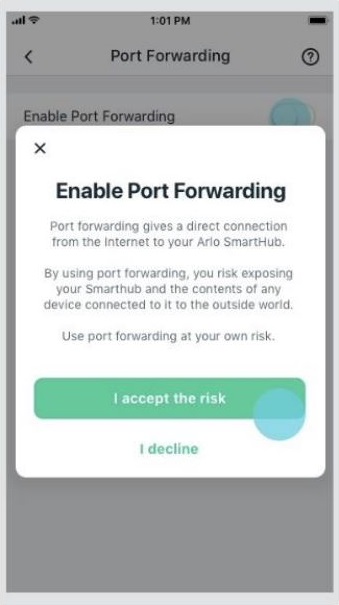 1:01 PM
Port Forwarding
Enable Port Forwarding
Enable Port Forwarding
Port forwarding gives a direct connection
from the Internet to your Arlo SmartHub.
By using port forwarding, you risk exposing
your Smarthub and the contents of any
device connected to it to the outside world.
Use port forwarding at your own risk.
I accept the risk
I decline